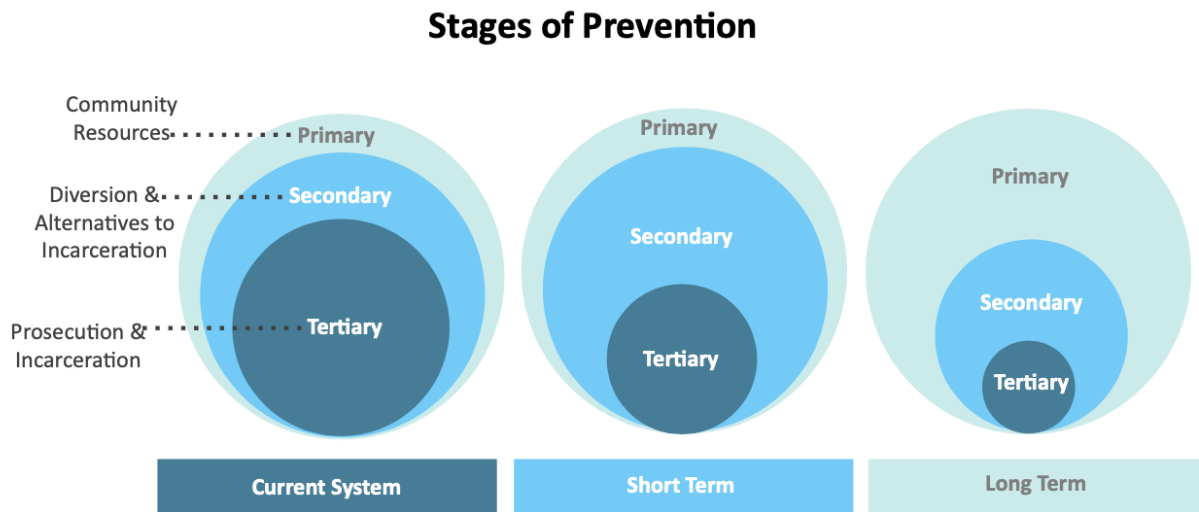 Stages of Prevention
Community
Resources
Primary
Diversion &
Alternatives to
Incarceration
Secondary
Prosecution &
Incarceration
Tertiary
Current System
Primary
Secondary
Tertiary
Short Term
Primary
Secondary
Tertiary
Long Term